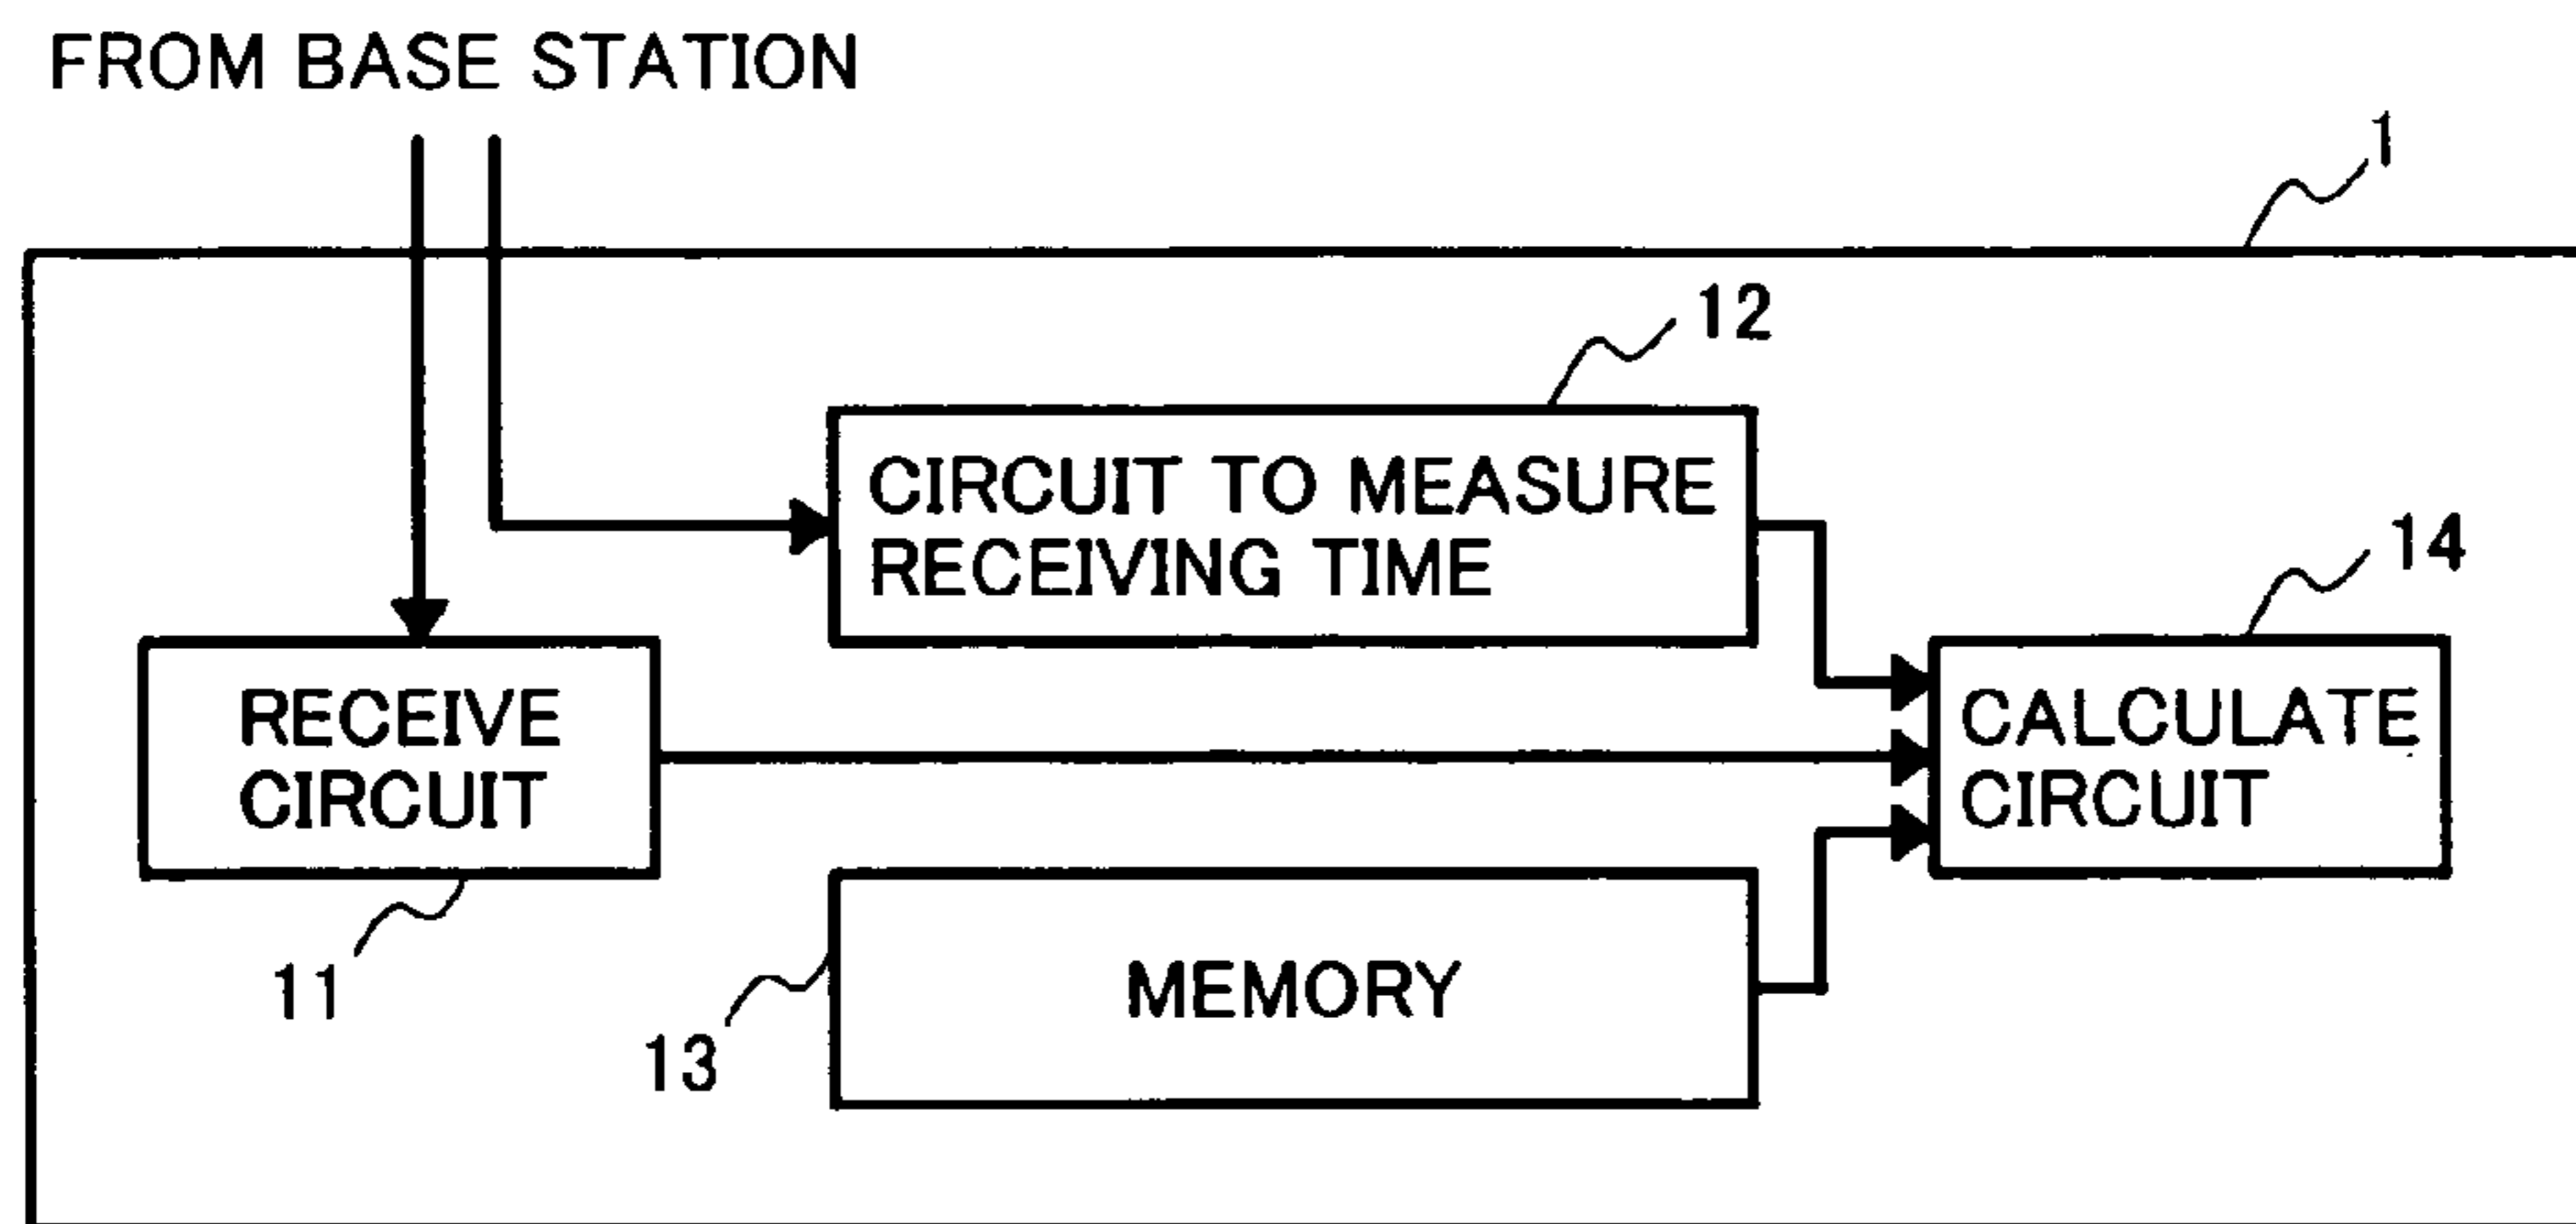 FROM BASE STATION
1
12
CIRCUIT TO MEASURE
RECEIVING TIME
14
RECEIVE
CIRCUIT
CALCULATE
CIRCUIT
11
MEMORY
13